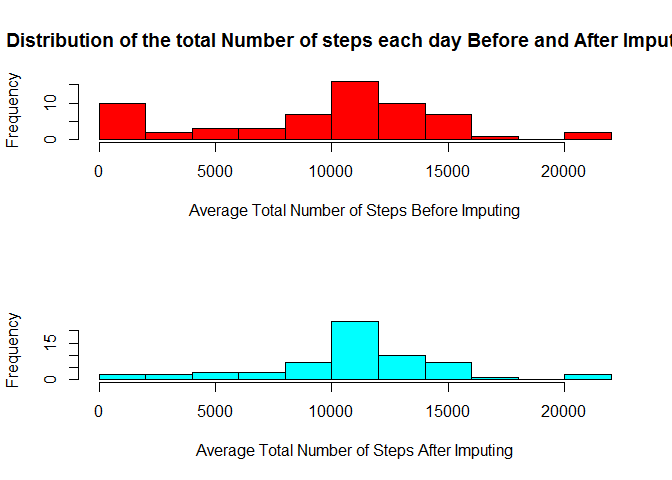 Distribution of the total Number of steps each day Before and After Imput
Frequency
0 10
0 5000 10000 15000 20000
Average Total Number of Steps Before Imputing
Frequency
0 15
0 5000 10000 15000 20000
Average Total Number of Steps After Imputing